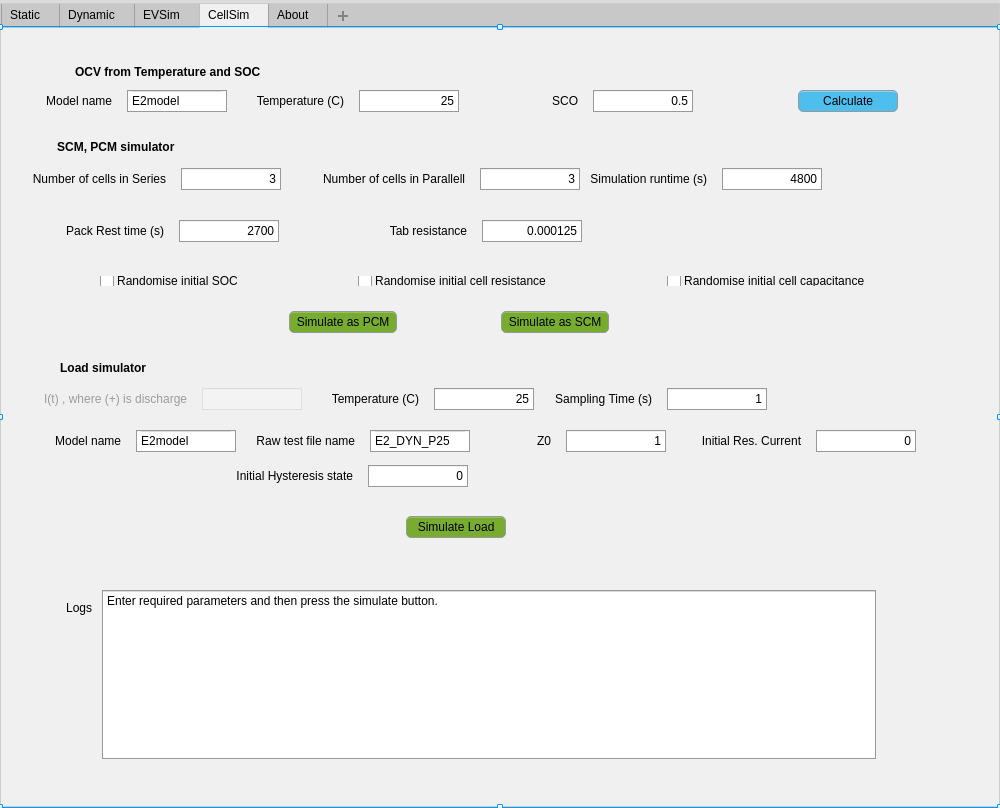 Static Dynamic EVSim CellSim About
OCV from Temperature and SOC
Model name E2model Temperature (C) 25 SCO 0.5 Calculate
SCM, PCM simulator
Number of cells in Series 3 Number of cells in Parallell 3 Simulation runtime (s) 4800
Pack Rest time (s) 2700 Tab resistance 0.000125
Randomise initial SOC Randomise initial cell resistance Randomise initial cell capacitance
Simulate as PCM Simulate as SCM
Load simulator
I(t) , where (+) is discharge Temperature (C) 25 Sampling Time (s) 1
Model name E2model Raw test file name E2_DYN_P25 Z0 1 Initial Res. Current 0
Initial Hysteresis state 0
Simulate Load
Logs Enter required parameters and then press the simulate button.